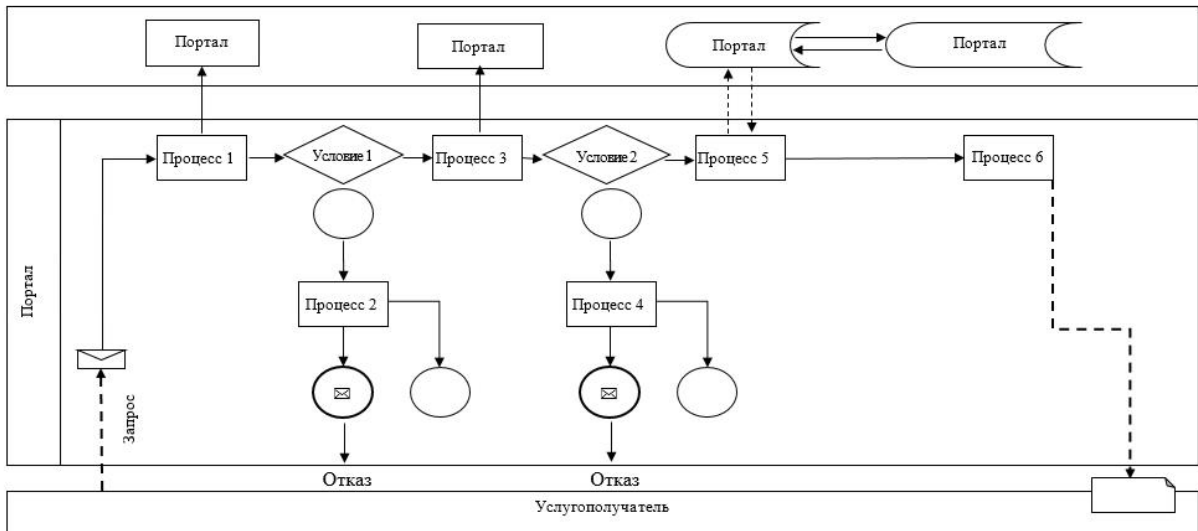 Портал
Портал
Портал
Портал
Портал
Процесс 1
Условие 1
Процесс 3
Условие 2
Процесс 5
Процесс 6
Процесс 2
Процесс 4
Запрос
Отказ
Отказ
Услугополучатель